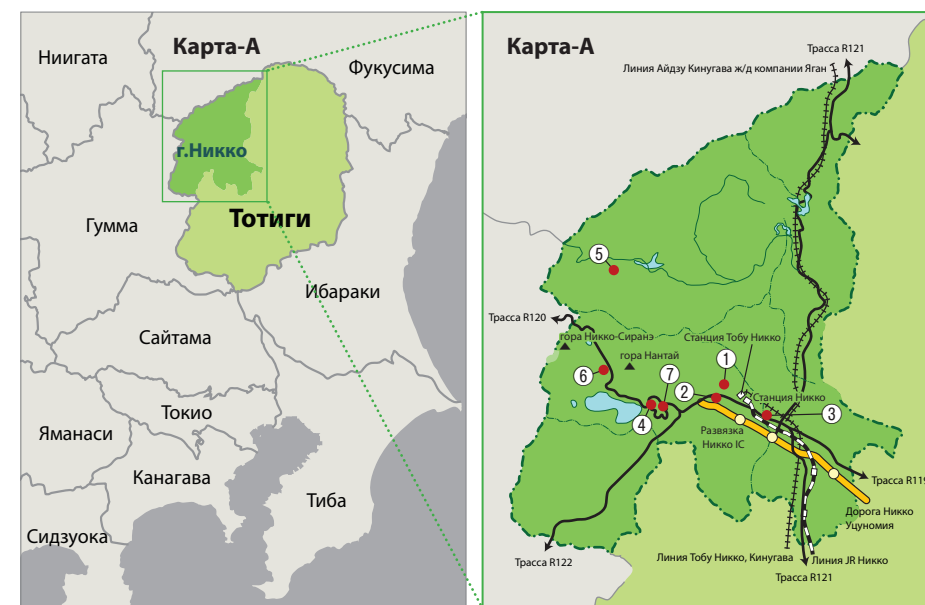 Карта-А
Ниигата
Фукусима
г.Никко
Тотиги
Гумма
Ибараки
Сайтама
Токио
Яманаси
Канагава
Тиба
Сидзуока
Карта-А
Трасса R121
Линия Айдзу Кинугава ж/д компании Яган
5
Трасса R120
гора Никко-Сиранэ
Станция Тобу Никко
гора Нантай
1
7
6
2
Станция Никко
4
3
Развязка
Никко IC
Трасса R119
Дорога Никко
Уцуномия
Линия Тобу Никко, Кинугава
Линия JR Никко
Трасса R122
Трасса R121